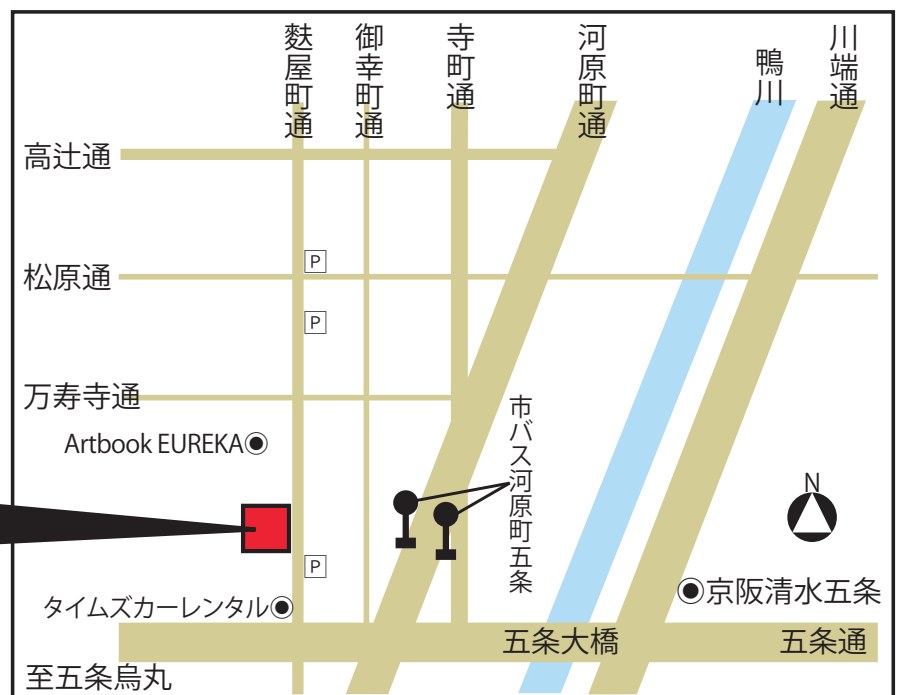 麩屋町通
御幸町通
寺町通
河原町通
鴨川
川端通
高辻通
P
松原通
P
万寿寺通
市バス河原町五条
Artbook EUREKA
N
P
京阪清水五条
タイムズカーレンタル
五条大橋
五条通
至五条烏丸